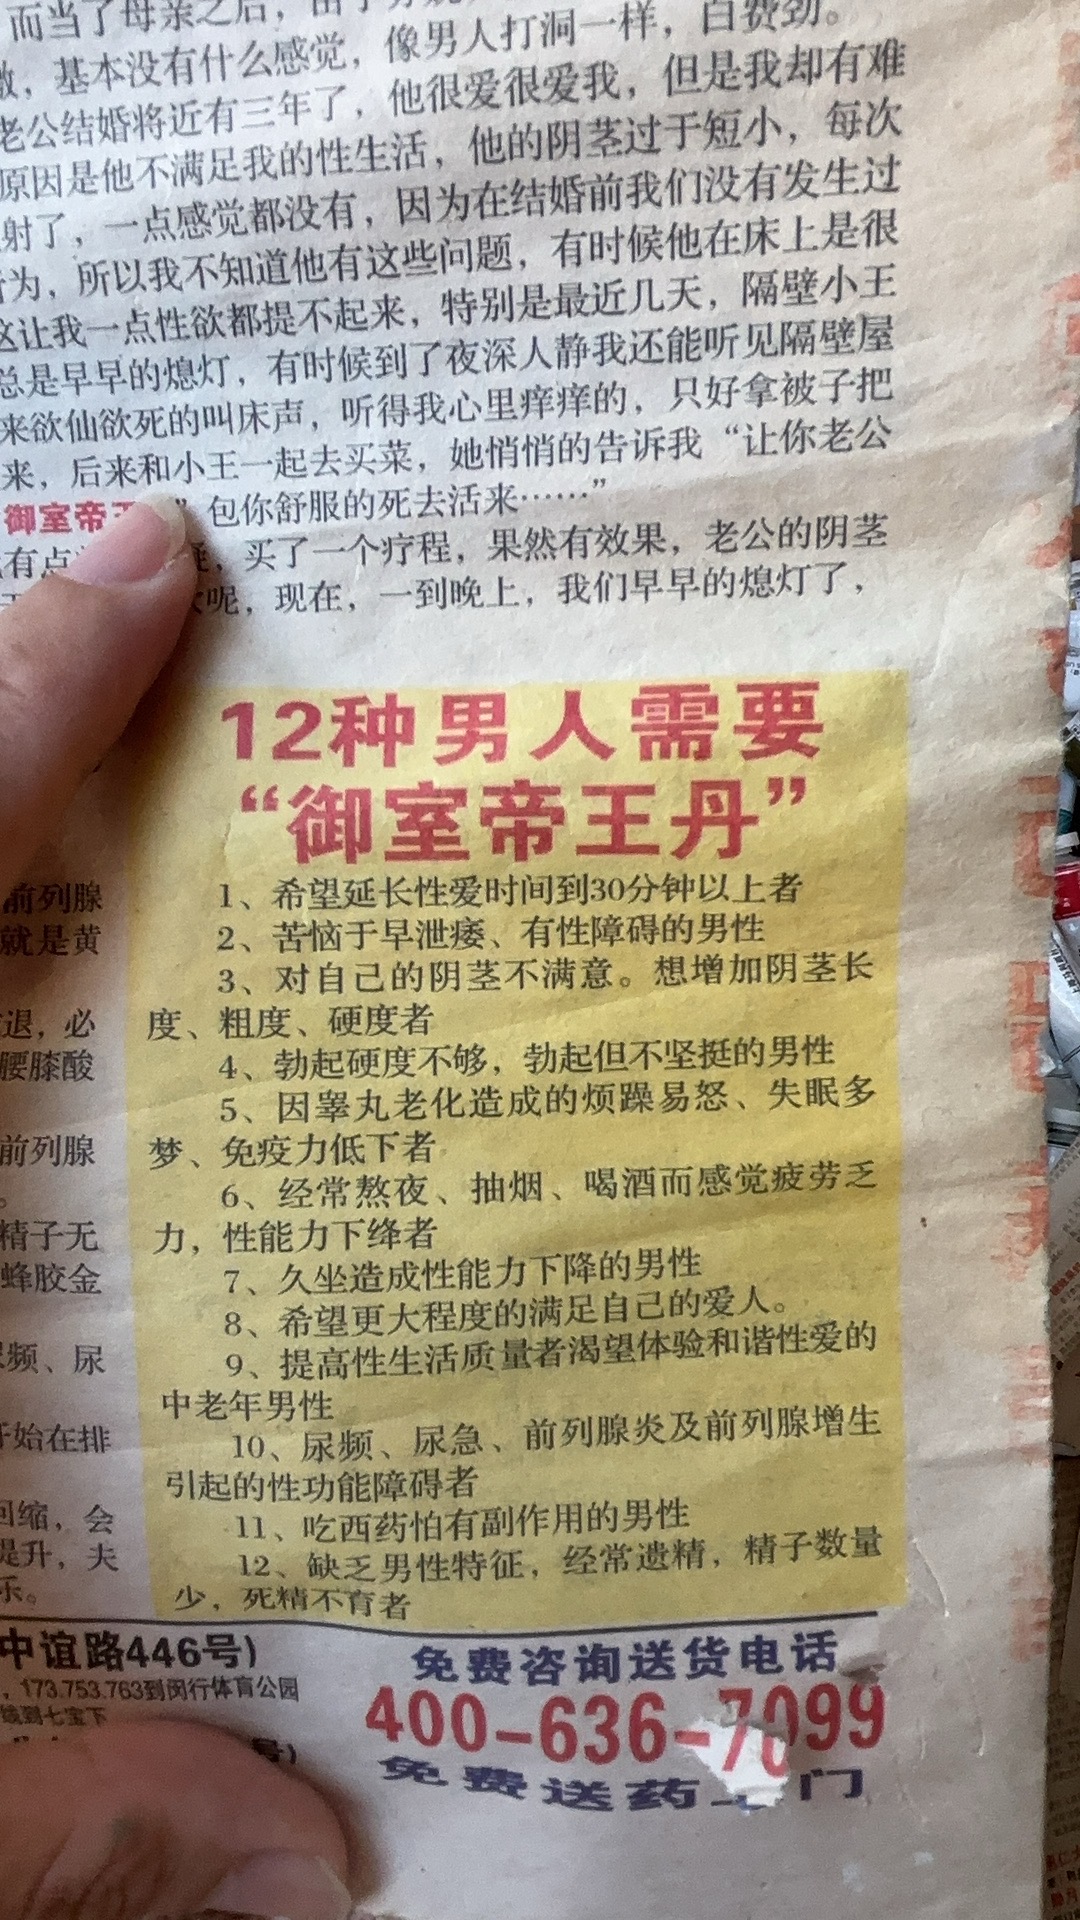 而当了母亲之后，由于
激，基本没有什么感觉，像男人打洞一样，白费劲。
老公结婚将近有三年了，他很爱很爱我，但是我却有难
原因是他不满足我的性生活，他的阴茎过于短小，每次
射了，一点感觉都没有，因为在结婚前我们没有发生过
为，所以我不知道他有这些问题，有时候他在床上是很
这让我一点性欲都提不起来，特别是最近几天，隔壁小王
总是早早的熄灯，有时候到了夜深人静我还能听见隔壁屋
来欲仙欲死的叫床声，听得我心里痒痒的，只好拿被子把
来，后来和小王一起去买菜，她悄悄的告诉我“让你老公
御室帝王 ”包你舒服的死去活来……”
有点 ，买了一个疗程，果然有效果，老公的阴茎
呢，现在，一到晚上，我们早早的熄灯了，
12种男人需要
“御室帝王丹”
1、希望延长性爱时间到30分钟以上者
2、苦恼于早泄痿、有性障碍的男性
3、对自己的阴茎不满意。想增加阴茎长
度、粗度、硬度者
4、勃起硬度不够，勃起但不坚挺的男性
5、因睾丸老化造成的烦躁易怒、失眠多
梦、免疫力低下者
6、经常熬夜、抽烟、喝酒而感觉疲劳乏
力，性能力下绛者
7、久坐造成性能力下降的男性
8、希望更大程度的满足自己的爱人。
9、提高性生活质量者渴望体验和谐性爱的
中老年男性
10、尿频、尿急、前列腺炎及前列腺增生
引起的性功能障碍者
11、吃西药怕有副作用的男性
12、缺乏男性特征，经常遗精，精子数量
少，死精不育者
前列腺
就是黄
退，必
腰膝酸
前列腺
。
精子无
蜂胶金
频、尿
开始在排
回缩，会
提升，夫
乐。
中谊路446号)
，173.753.763到闵行体育公园
到七宝下
号)
免费咨询送货电话
400-636-7099
免费送药 门